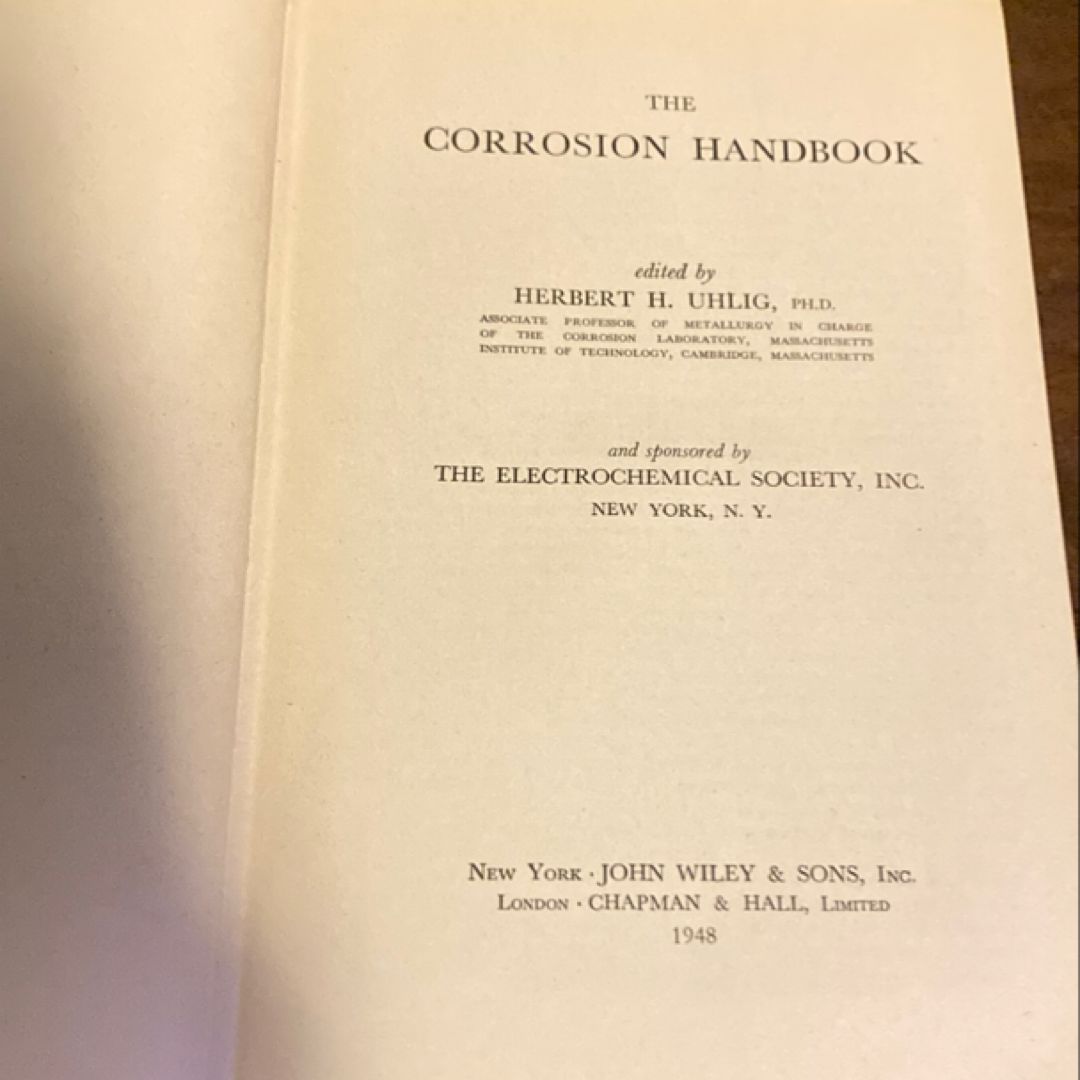 THE
CORROSION HANDBOOK
edited by
HERBERT H. UHLIG, PH.D.
ASSOCIATE PROFESSOR OF METALLURGY IN CHARGE
OF THE CORROSION LABORATORY, MASSACHUSETTS
INSTITUTE OF TECHNOLOGY, CAMBRIDGE, MASSACHUSETTS
and sponsored by
THE ELECTROCHEMICAL SOCIETY, INC.
NEW YORK, N. Y.
NEW YORK · JOHN WILEY & SONS, INC.
LONDON · CHAPMAN & HALL, LIMITED
1948